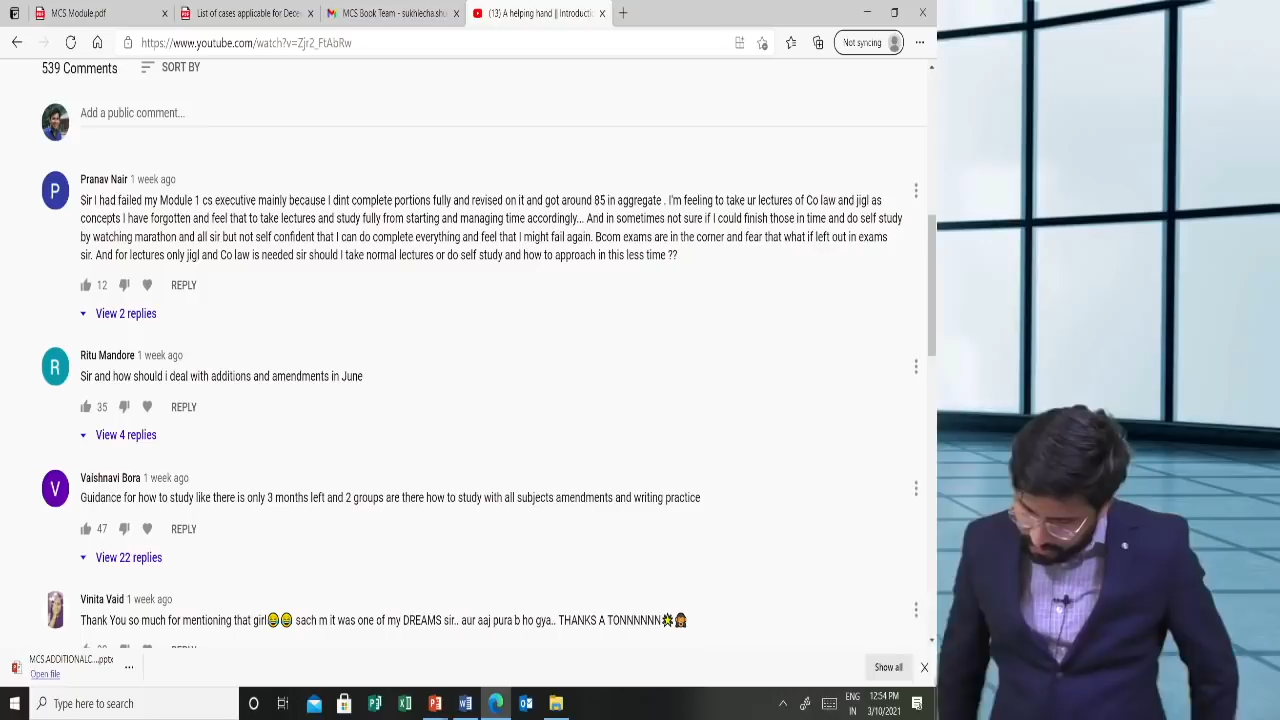 MCS Module.pdf
List of cases applicable for Dece
MCS Book Team - sukhlecha
(13) A helping hand || Introducti
https://www.youtube.com/watch?v=Zjr2_FtAbRw
Not syncing
539 Comments
SORT BY
Add a public comment...
Pranav Nair 1 week ago
Sir I had failed my Module 1 cs executive mainly because I dint complete portions fully and revised on it and got around 85 in aggregate . I'm feeling to take ur lectures of Co law and jigl as
concepts I have forgotten and feel that to take lectures and study fully from starting and managing time accordingly... And in sometimes not sure if I could finish those in time and do self study
by watching marathon and all sir but not self confident that I can do complete everything and feel that I might fail again. Bcom exams are in the corner and fear that what if left out in exams
sir. And for lectures only jigl and Co law is needed sir should I take normal lectures or do self study and how to approach in this less time ??
12
REPLY
View 2 replies
R
Ritu Mandore 1 week ago
Sir and how should i deal with additions and amendments in June
35
REPLY
View 4 replies
V
Vaishnavi Bora 1 week ago
Guidance for how to study like there is only 3 months left and 2 groups are there how to study with all subjects amendments and writing practice
47
REPLY
View 22 replies
Vinita Vaid 1 week ago
Thank You so much for mentioning that girl😄😄 sach m it was one of my DREAMS sir.. aur aaj pura b ho gya.. THANKS A TONNNNNN
MCS.ADDITIONALC....pptx
Open file
Show all
Type here to search
ENG
IN
12:54 PM
3/10/2021